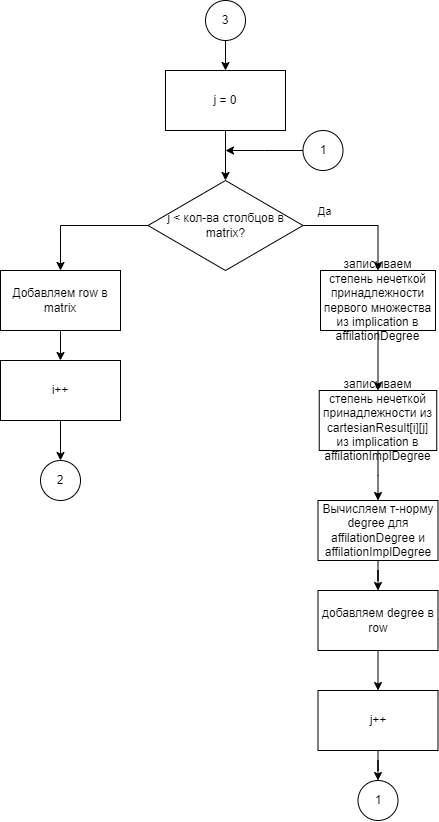 3
j = 0
1
j < кол-ва столбцов в
matrix?
Да
Добавляем row в
matrix
записываем
степень нечеткой
принадлежности
первого множества
из implication в
affilationDegree
i++
записываем
степень нечеткой
принадлежности из
cartesianResult[i][j]
из implication в
affilationImplDegree
2
Вычисляем т-норму
degree для
affilationDegree и
affilationImplDegree
добавляем degree в
row
j++
1